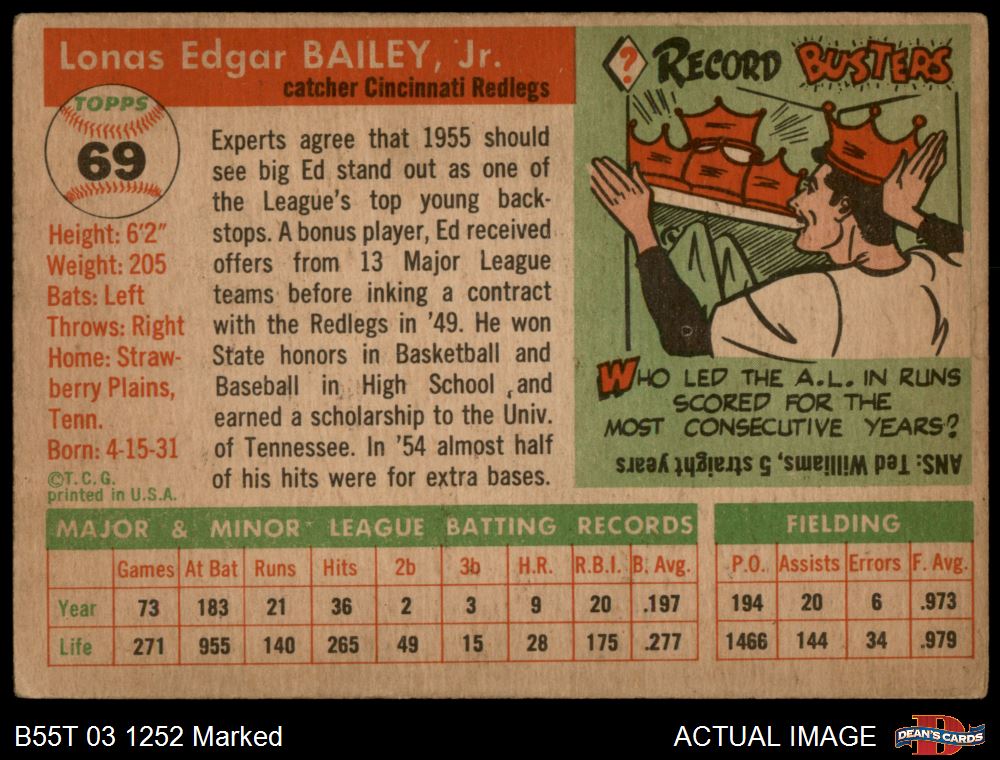 Lonas Edgar BAILEY, Jr.
catcher Cincinnati Redlegs
TOPPS
69
Height: 6'2"
Weight: 205
Bats: Left
Throws: Right
Home: Straw-
berry Plains,
Tenn.
Born: 4-15-31
©T.C.G.
printed in U.S.A.
Experts agree that 1955 should
see big Ed stand out as one of
the League's top young back-
stops. A bonus player, Ed received
offers from 13 Major League
teams before inking a contract
with the Redlegs in '49. He won
State honors in Basketball and
Baseball in High School and
earned a scholarship to the Univ.
of Tennessee. In '54 almost half
of his hits were for extra bases.
? RECORD BUSTERS
WHO LED THE A.L. IN RUNS
SCORED FOR THE
MOST CONSECUTIVE YEARS?
ANS: Ted Williams, 5 straight years
MAJOR & MINOR LEAGUE BATTING RECORDS
Games At Bat Runs Hits 2b 3b H.R. R.B.I. B. Avg.
Year 73 183 21 36 2 3 9 20 .197
Life 271 955 140 265 49 15 28 175 .277
FIELDING
P.O. Assists Errors F. Avg.
194 20 6 .973
1466 144 34 .979
B55T 03 1252 Marked
ACTUAL IMAGE
DEAN'S CARDS